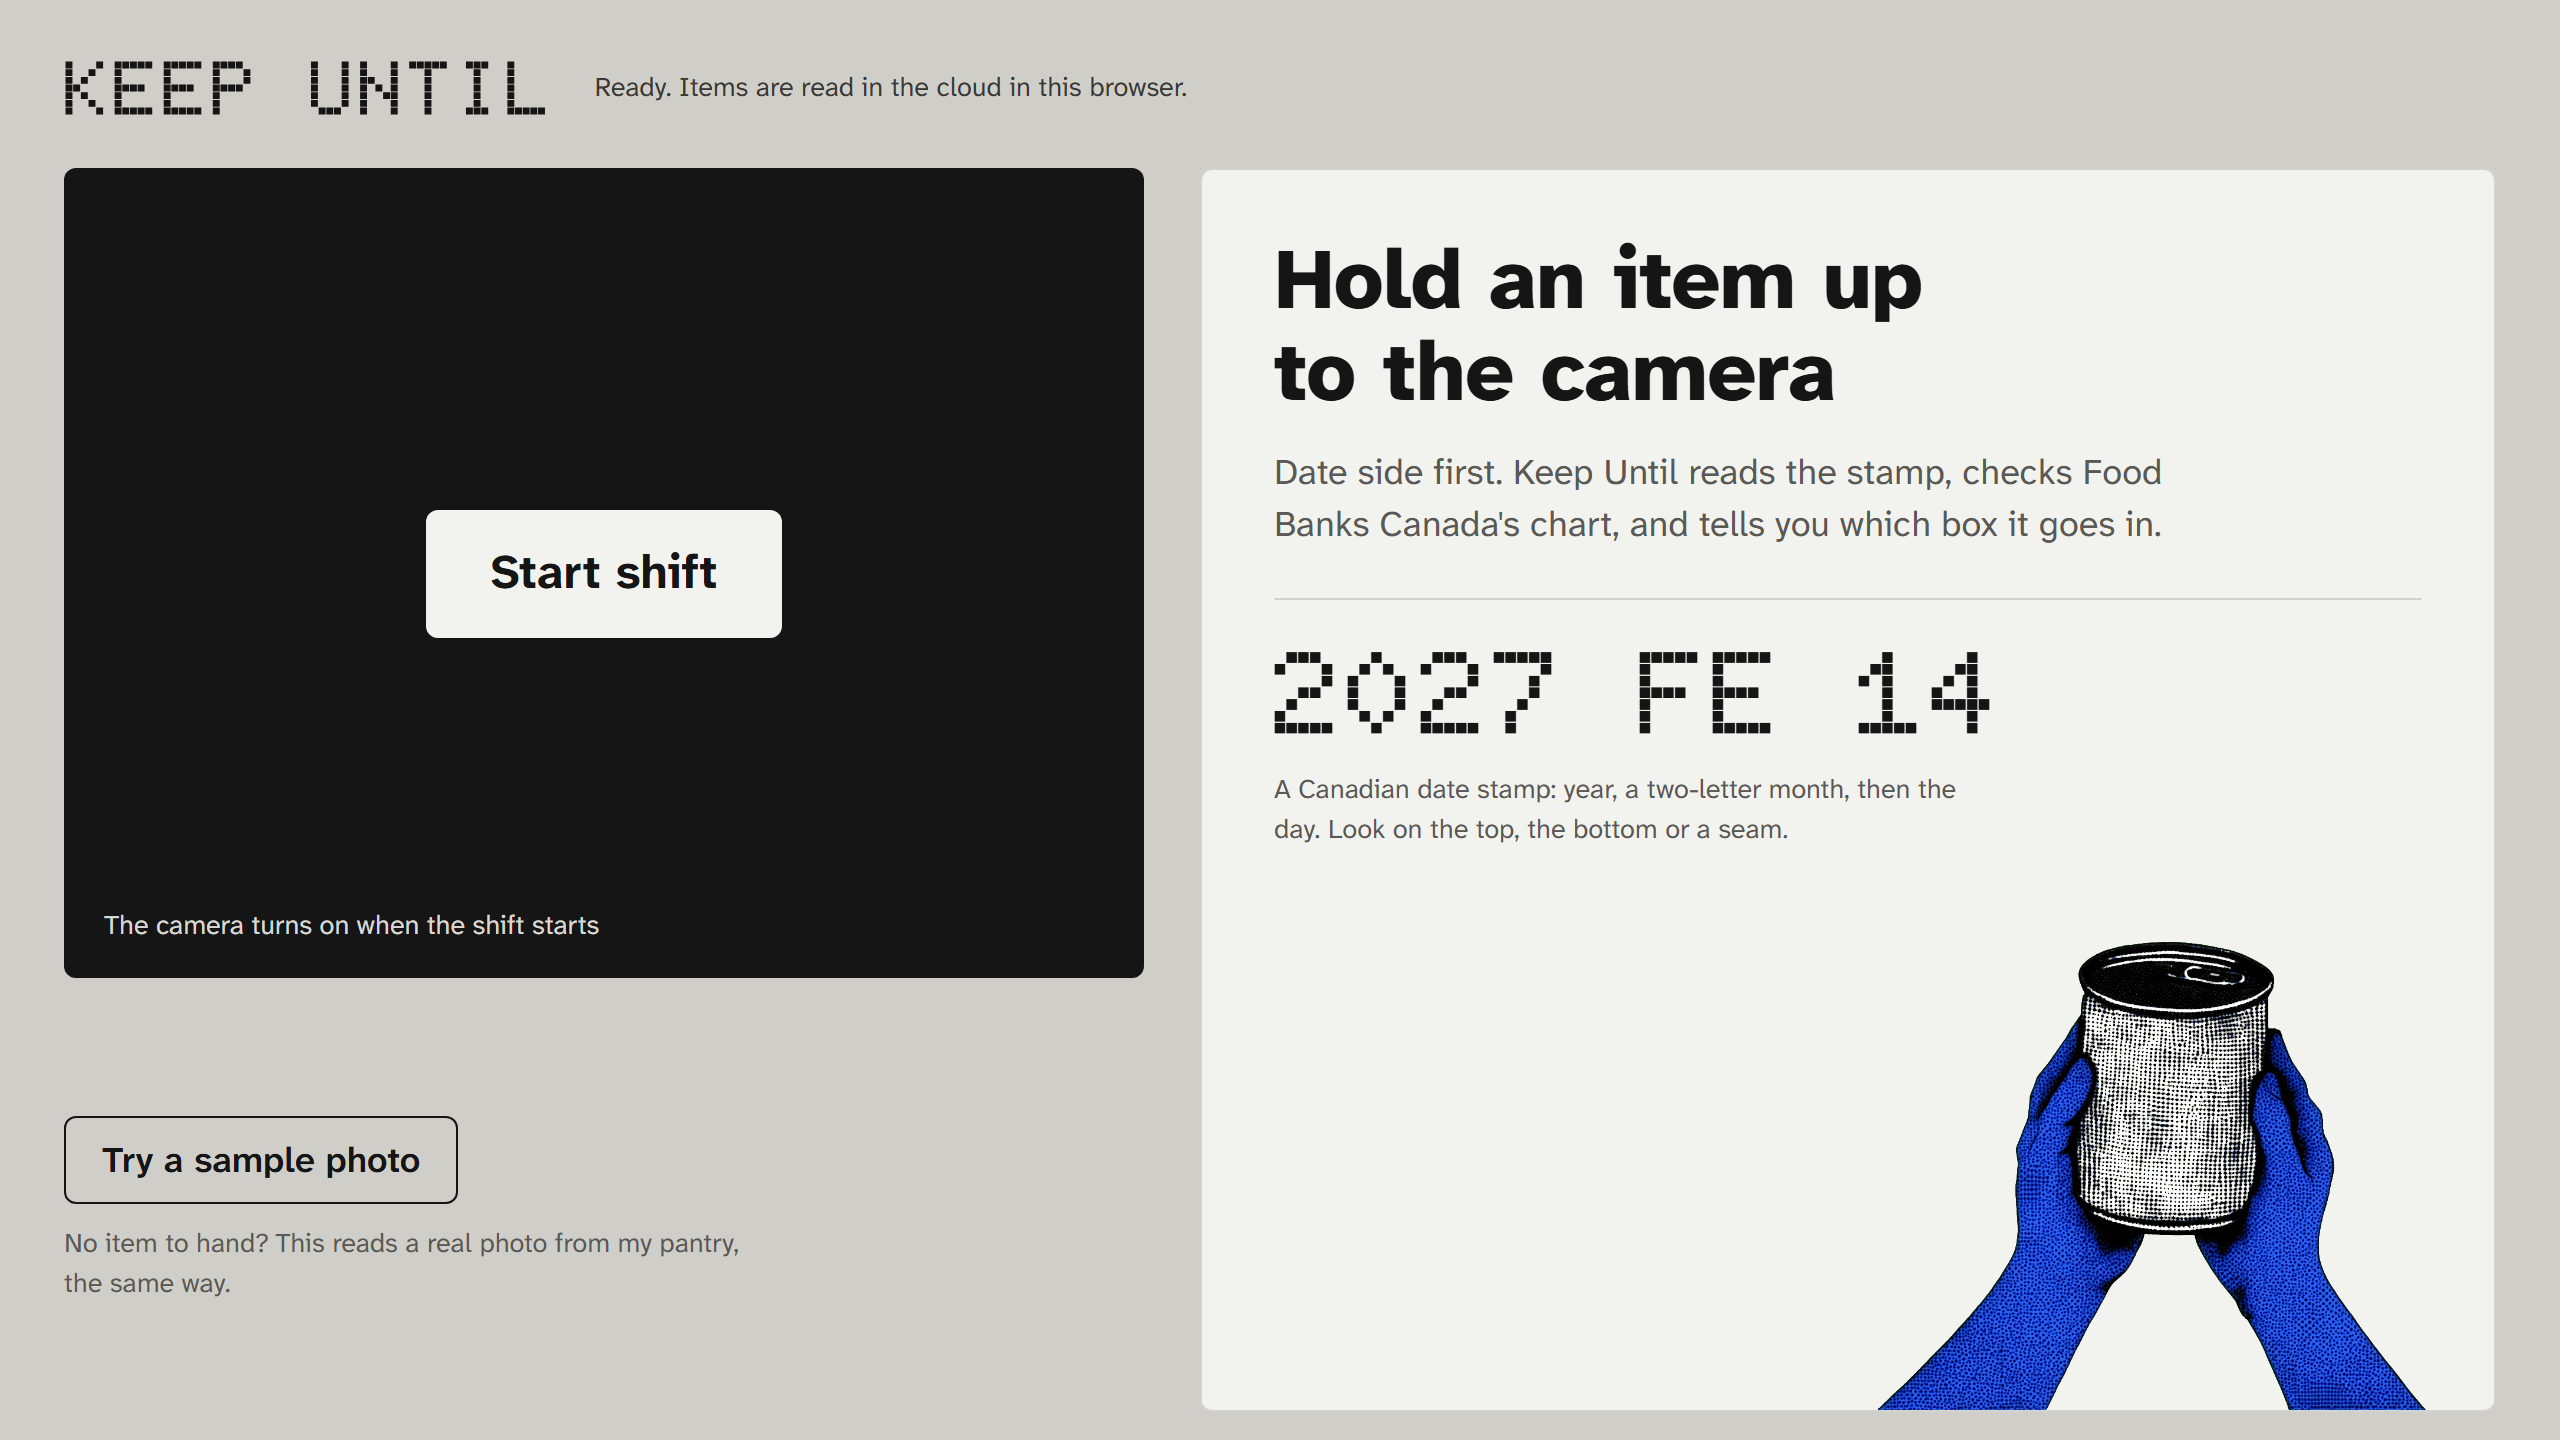 KEEP UNTIL
Ready. Items are read in the cloud in this browser.
Start shift
The camera turns on when the shift starts
Try a sample photo
No item to hand? This reads a real photo from my pantry,
the same way.
Hold an item up
to the camera
Date side first. Keep Until reads the stamp, checks Food
Banks Canada's chart, and tells you which box it goes in.
2027 FE 14
A Canadian date stamp: year, a two-letter month, then the
day. Look on the top, the bottom or a seam.